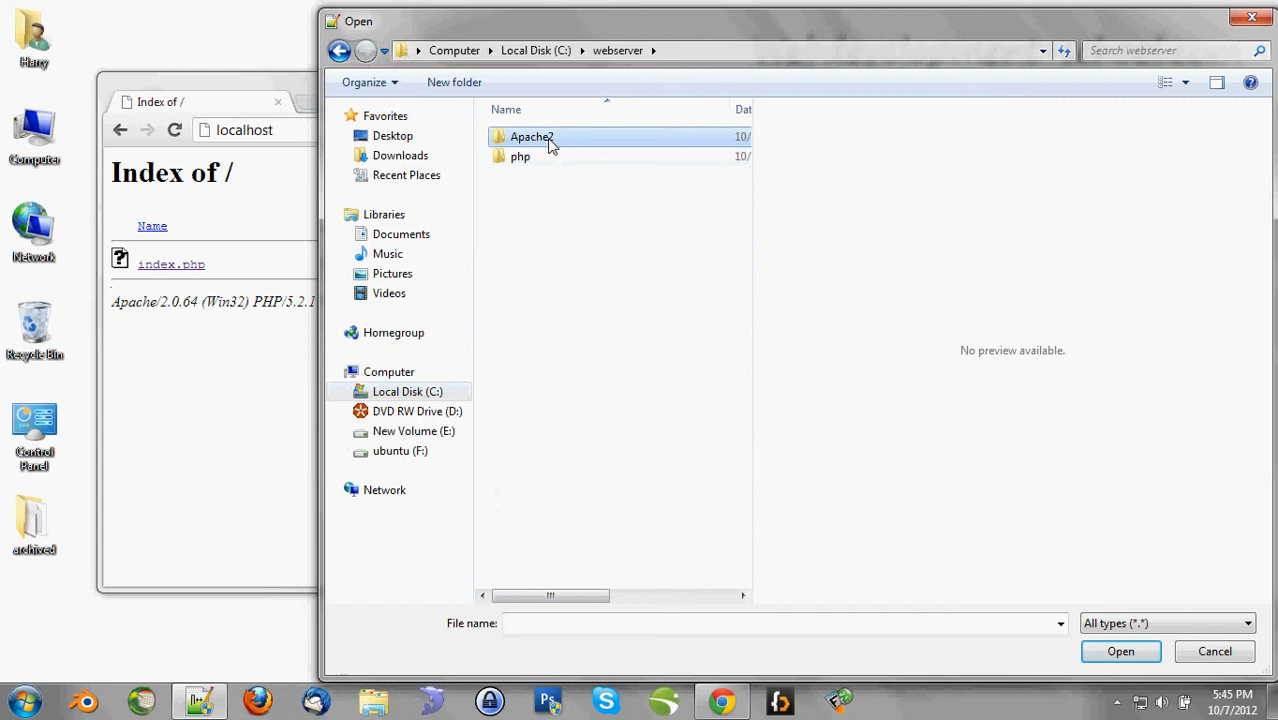 Harry
Computer
Network
Recycle Bin
Control
Panel
archived
Index of /
localhost
Index of /
Name
index.php
Apache/2.0.64 (Win32) PHP/5.2.1
Open
Computer
Local Disk (C:)
webserver
Search webserver
Organize
New folder
Favorites
Desktop
Downloads
Recent Places
Libraries
Documents
Music
Pictures
Videos
Homegroup
Computer
Local Disk (C:)
DVD RW Drive (D:)
New Volume (E:)
ubuntu (F:)
Network
Name
Dat
Apache2
10/
php
10/
No preview available.
File name:
All types (*.*)
Open
Cancel
5:45 PM
10/7/2012